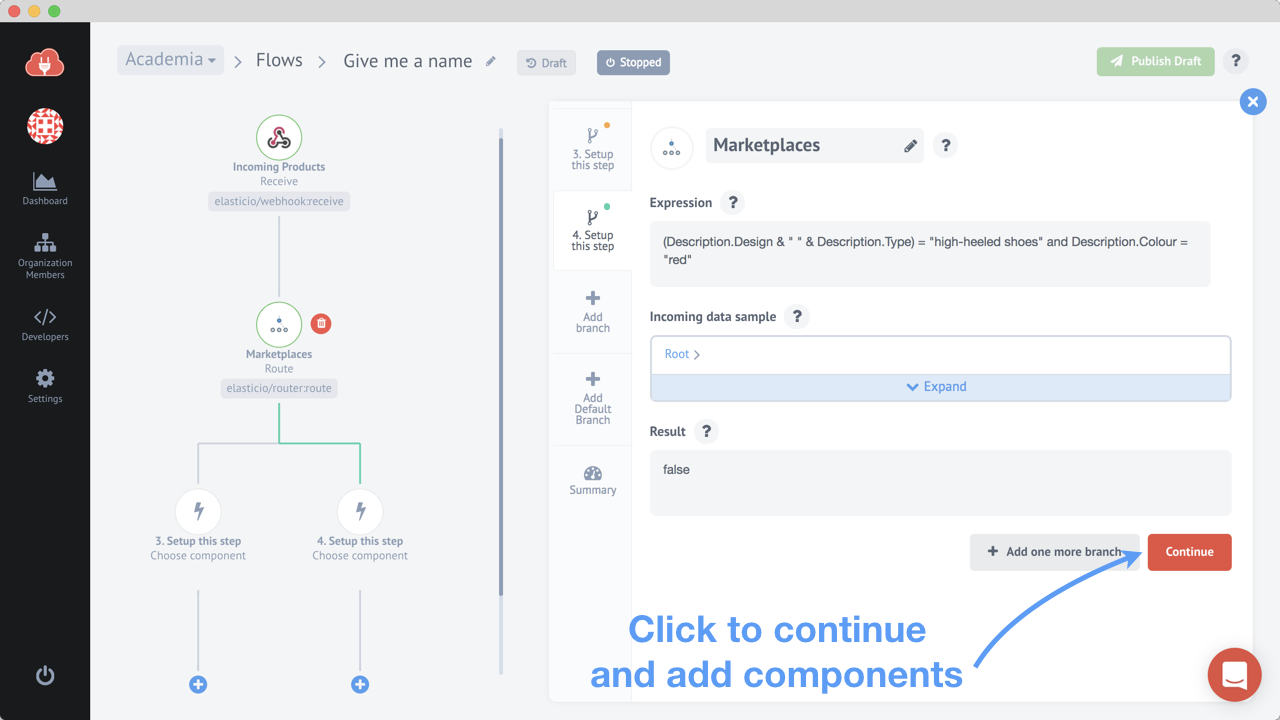 Academia
Flows
Give me a name
Draft
Stopped
Publish Draft
?
Dashboard
Organization
Members
Developers
Settings
Incoming Products
Receive
elasticio/webhook:receive
Marketplaces
Route
elasticio/router:route
3. Setup this step
Choose component
4. Setup this step
Choose component
3. Setup
this step
4. Setup
this step
Add
branch
Add
Default
Branch
Summary
Marketplaces
?
Expression ?
(Description.Design & " " & Description.Type) = "high-heeled shoes" and Description.Colour =
"red"
Incoming data sample ?
Root >
Expand
Result ?
false
+ Add one more branch
Continue
Click to continue
and add components